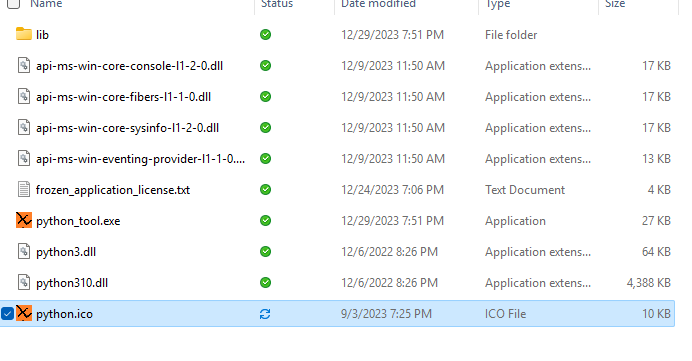 Name Status Date modified Type Size
lib 12/29/2023 7:51 PM File folder
api-ms-win-core-console-l1-2-0.dll 12/9/2023 11:50 AM Application extens... 17 KB
api-ms-win-core-fibers-l1-1-0.dll 12/9/2023 11:50 AM Application extens... 17 KB
api-ms-win-core-sysinfo-l1-2-0.dll 12/9/2023 11:50 AM Application extens... 17 KB
api-ms-win-eventing-provider-l1-1-0.... 12/9/2023 11:50 AM Application extens... 13 KB
frozen_application_license.txt 12/24/2023 7:06 PM Text Document 4 KB
python_tool.exe 12/29/2023 7:51 PM Application 27 KB
python3.dll 12/6/2022 8:26 PM Application extens... 64 KB
python310.dll 12/6/2022 8:26 PM Application extens... 4,388 KB
python.ico 9/3/2023 7:25 PM ICO File 10 KB